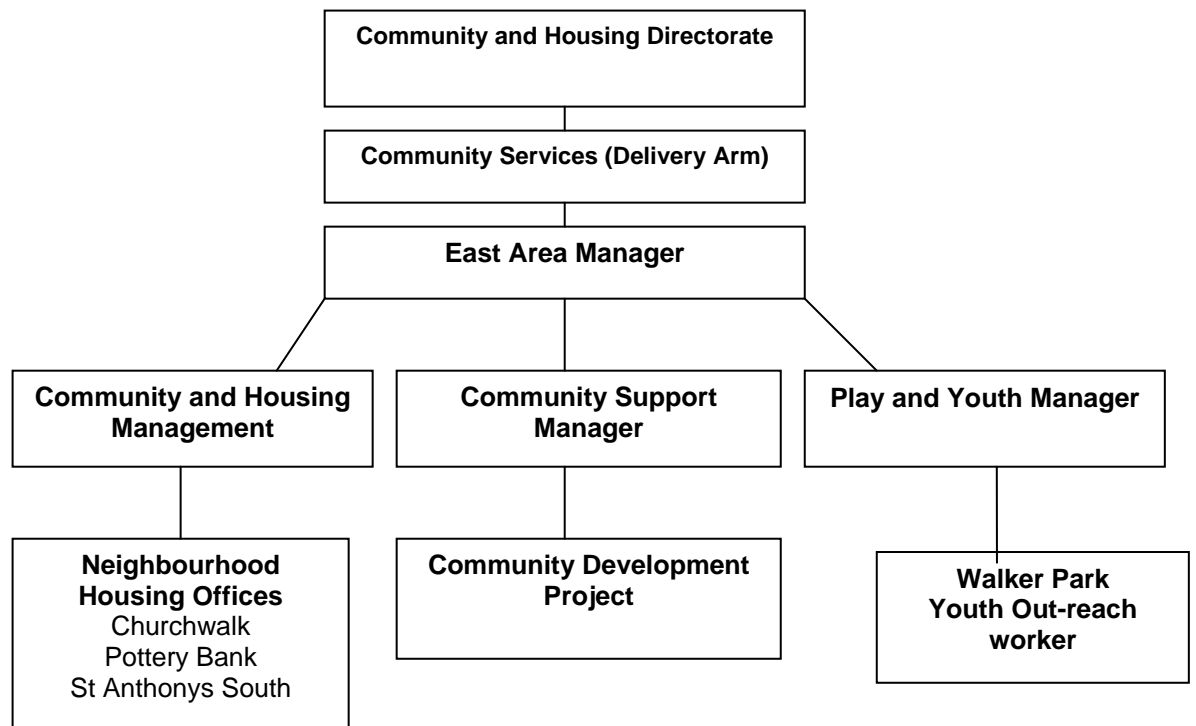 Community and Housing Directorate
Community Services (Delivery Arm)
East Area Manager
Community and Housing
Management
Community Support
Manager
Play and Youth Manager
Neighbourhood
Housing Offices
Churchwalk
Pottery Bank
St Anthonys South
Community Development
Project
Walker Park
Youth Out-reach
worker